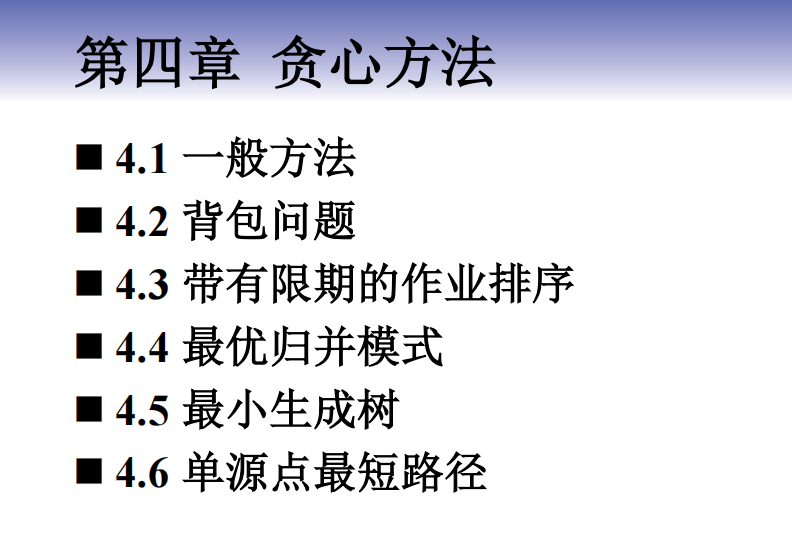 第四章 贪心方法
■ 4.1 一般方法
■ 4.2 背包问题
■ 4.3 带有限期的作业排序
■ 4.4 最优归并模式
■ 4.5 最小生成树
■ 4.6 单源点最短路径